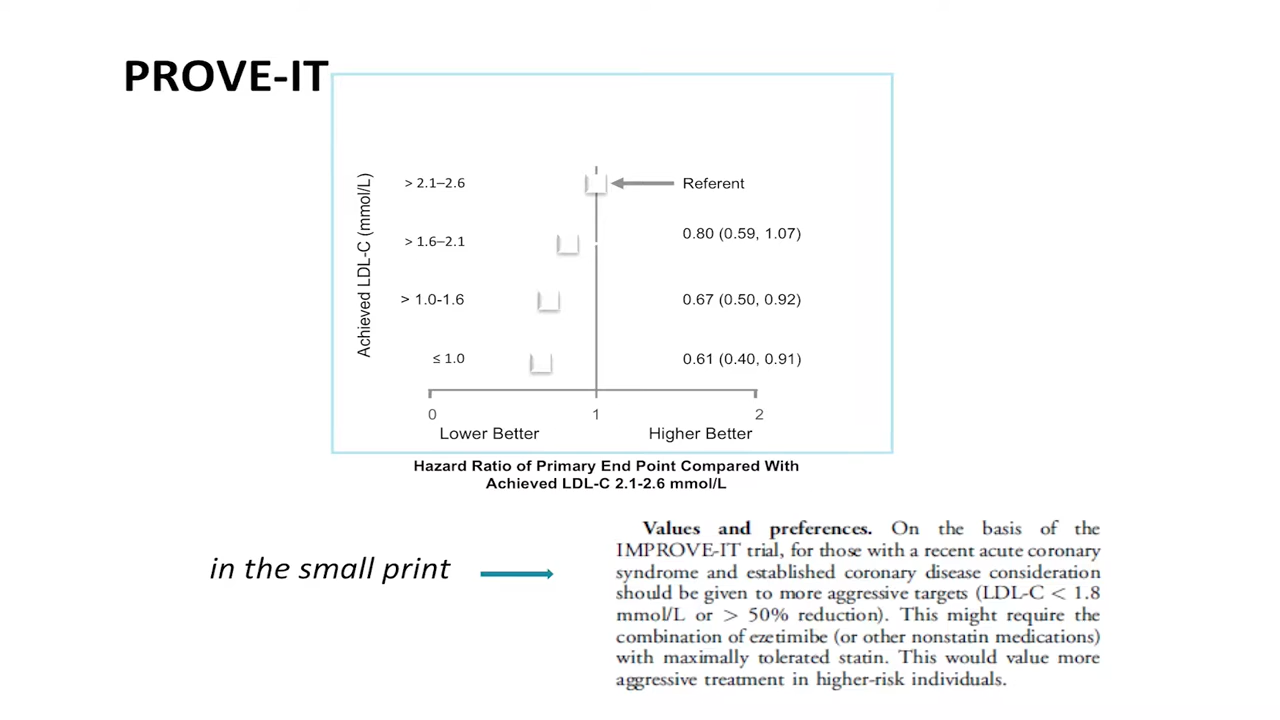 PROVE-IT
Achieved LDL-C (mmol/L)
> 2.1–2.6
Referent
> 1.6–2.1
0.80 (0.59, 1.07)
> 1.0-1.6
0.67 (0.50, 0.92)
≤ 1.0
0.61 (0.40, 0.91)
0 1 2
Lower Better Higher Better
Hazard Ratio of Primary End Point Compared With
Achieved LDL-C 2.1-2.6 mmol/L
in the small print
Values and preferences. On the basis of the
IMPROVE-IT trial, for those with a recent acute coronary
syndrome and established coronary disease consideration
should be given to more aggressive targets (LDL-C < 1.8
mmol/L or > 50% reduction). This might require the
combination of ezetimibe (or other nonstatin medications)
with maximally tolerated statin. This would value more
aggressive treatment in higher-risk individuals.